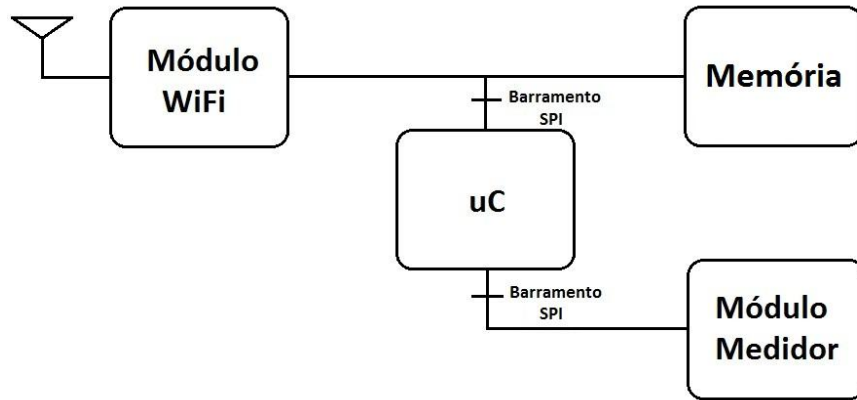 Módulo
WiFi
Memória
Barramento
SPI
uC
Barramento
SPI
Módulo
Medidor